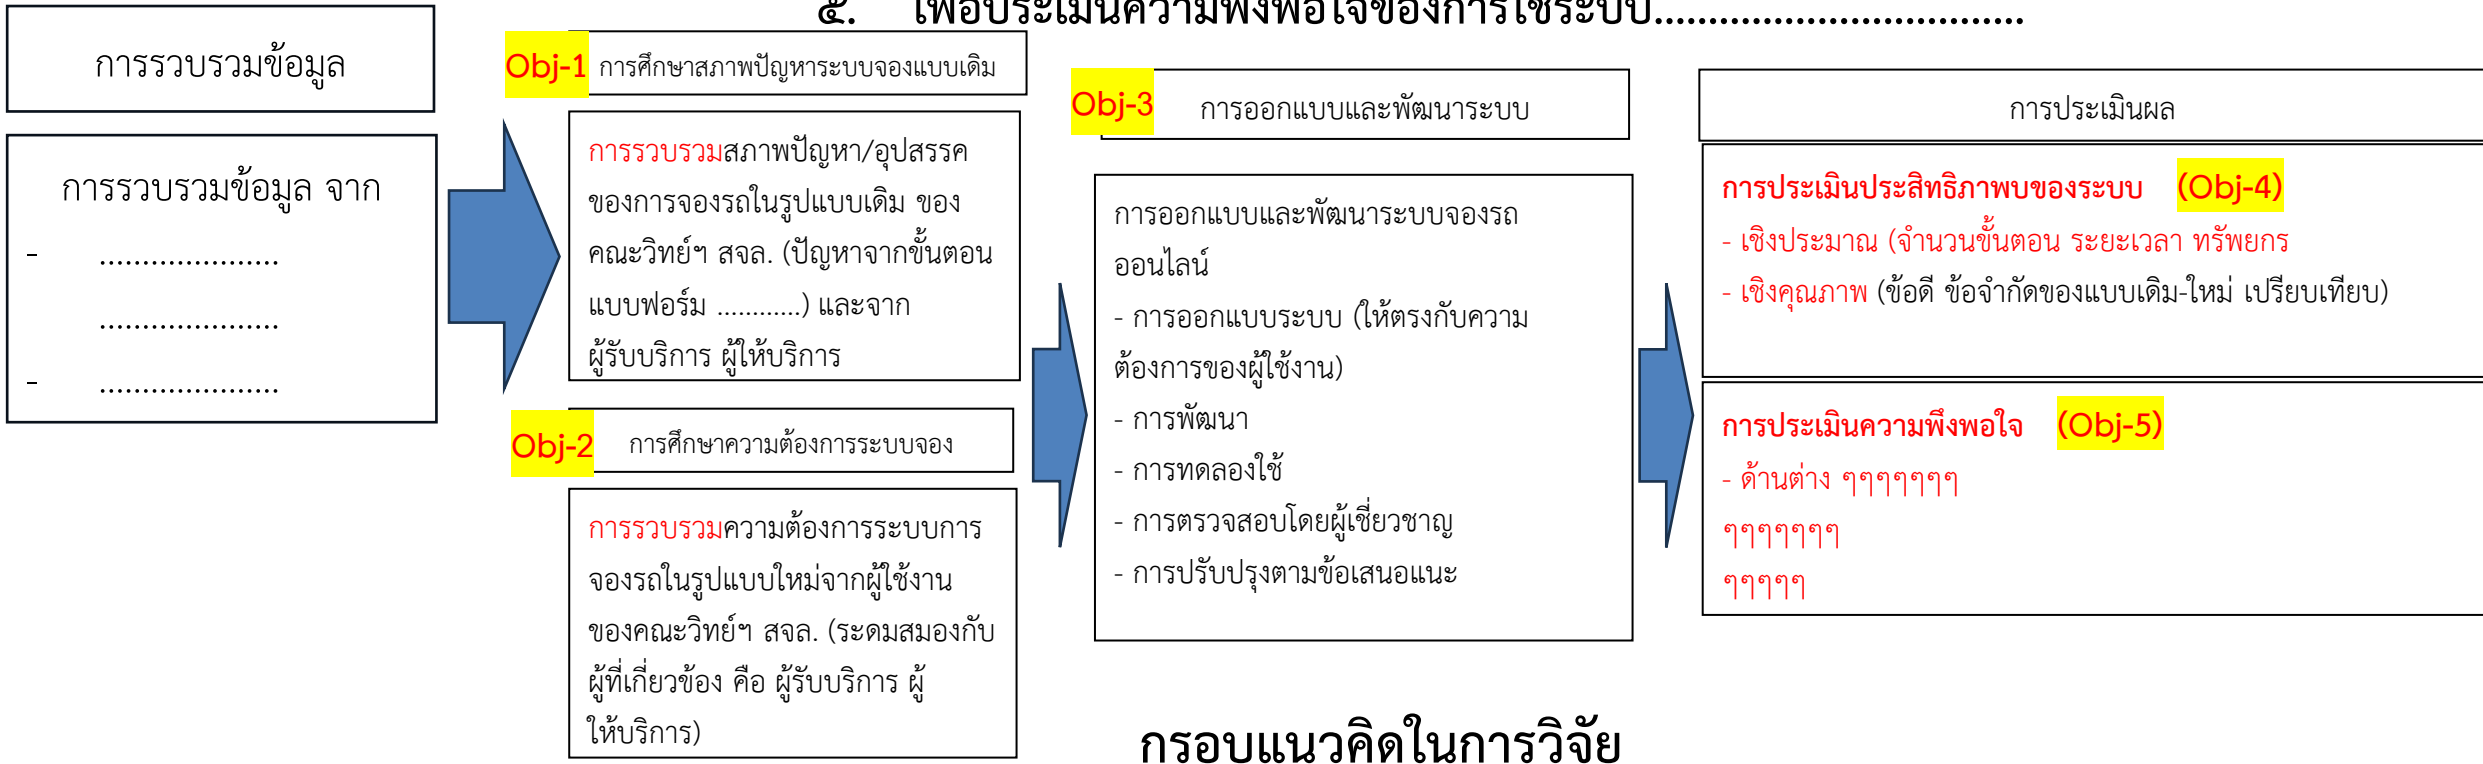 ๕. เพื่อประเมินความพึงพอใจของการใช้ระบบ.................................
การรวบรวมข้อมูล
การรวบรวมข้อมูล จาก
- .....................
.....................
- .....................
Obj-1 การศึกษาสภาพปัญหาระบบจองแบบเดิม
การรวบรวมสภาพปัญหา/อุปสรรค
ของการจองรถในรูปแบบเดิม ของ
คณะวิทย์ฯ สจล. (ปัญหาจากขั้นตอน
แบบฟอร์ม ............) และจาก
ผู้รับบริการ ผู้ให้บริการ
Obj-2 การศึกษาความต้องการระบบจอง
การรวบรวมความต้องการระบบการ
จองรถในรูปแบบใหม่จากผู้ใช้งาน
ของคณะวิทย์ฯ สจล. (ระดมสมองกับ
ผู้ที่เกี่ยวข้อง คือ ผู้รับบริการ ผู้
ให้บริการ)
Obj-3 การออกแบบและพัฒนาระบบ
การออกแบบและพัฒนาระบบจองรถ
ออนไลน์
- การออกแบบระบบ (ให้ตรงกับความ
ต้องการของผู้ใช้งาน)
- การพัฒนา
- การทดลองใช้
- การตรวจสอบโดยผู้เชี่ยวชาญ
- การปรับปรุงตามข้อเสนอแนะ
การประเมินผล
การประเมินประสิทธิภาพบของระบบ (Obj-4)
- เชิงประมาณ (จำนวนขั้นตอน ระยะเวลา ทรัพยกร
- เชิงคุณภาพ (ข้อดี ข้อจำกัดของแบบเดิม-ใหม่ เปรียบเทียบ)
การประเมินความพึงพอใจ (Obj-5)
- ด้านต่าง ๆๆๆๆๆๆๆ
ๆๆๆๆๆๆๆ
ๆๆๆๆๆ
กรอบแนวคิดในการวิจัย